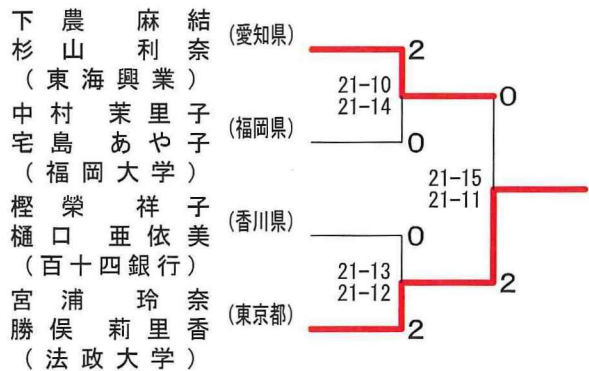 下農 麻結
杉山 利奈
(東海興業)
(愛知県)
中村 茉里子
宅島 あや子
(福岡大学)
(福岡県)
樫榮 祥子
樋口 亜依美
(百十四銀行)
(香川県)
宮浦 玲奈
勝俣 莉里香
(法政大学)
(東京都)
2
21-10
21-14
0
0
21-15
21-11
0
21-13
21-12
2
2